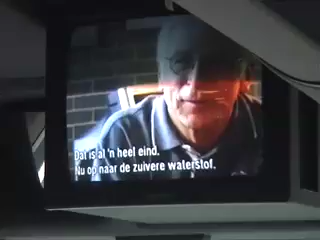 Dat is al 'n heel eind.
Nu op naar de zuivere waterstof.